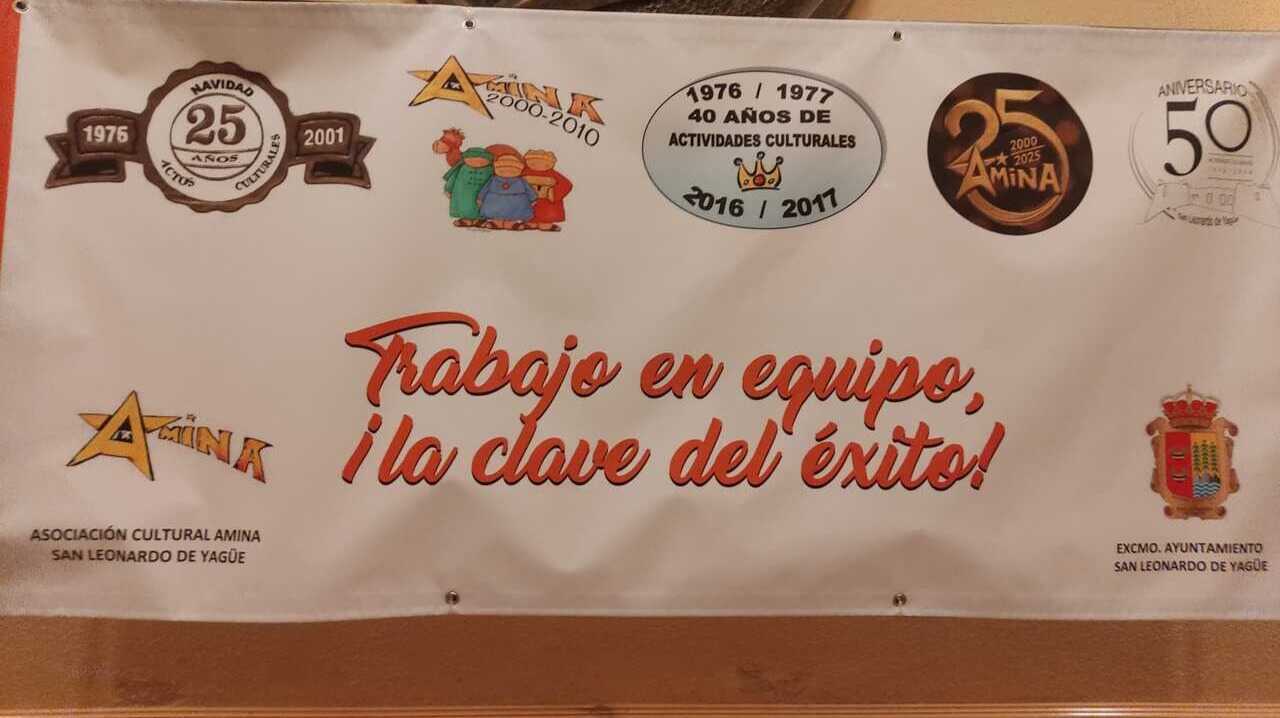 NAVIDAD
1976
25
AÑOS
2001
ACTOS CULTURALES
AMINA
2000-2010
1976 / 1977
40 AÑOS DE
ACTIVIDADES CULTURALES
2016 / 2017
25
2000
2025
AMiNA
ANIVERSARIO
50
San Leonardo de Yagüe
Trabajo en equipo,
¡la clave del éxito!
AMINA
ASOCIACIÓN CULTURAL AMINA
SAN LEONARDO DE YAGÜE
EXCMO. AYUNTAMIENTO
SAN LEONARDO DE YAGÜE